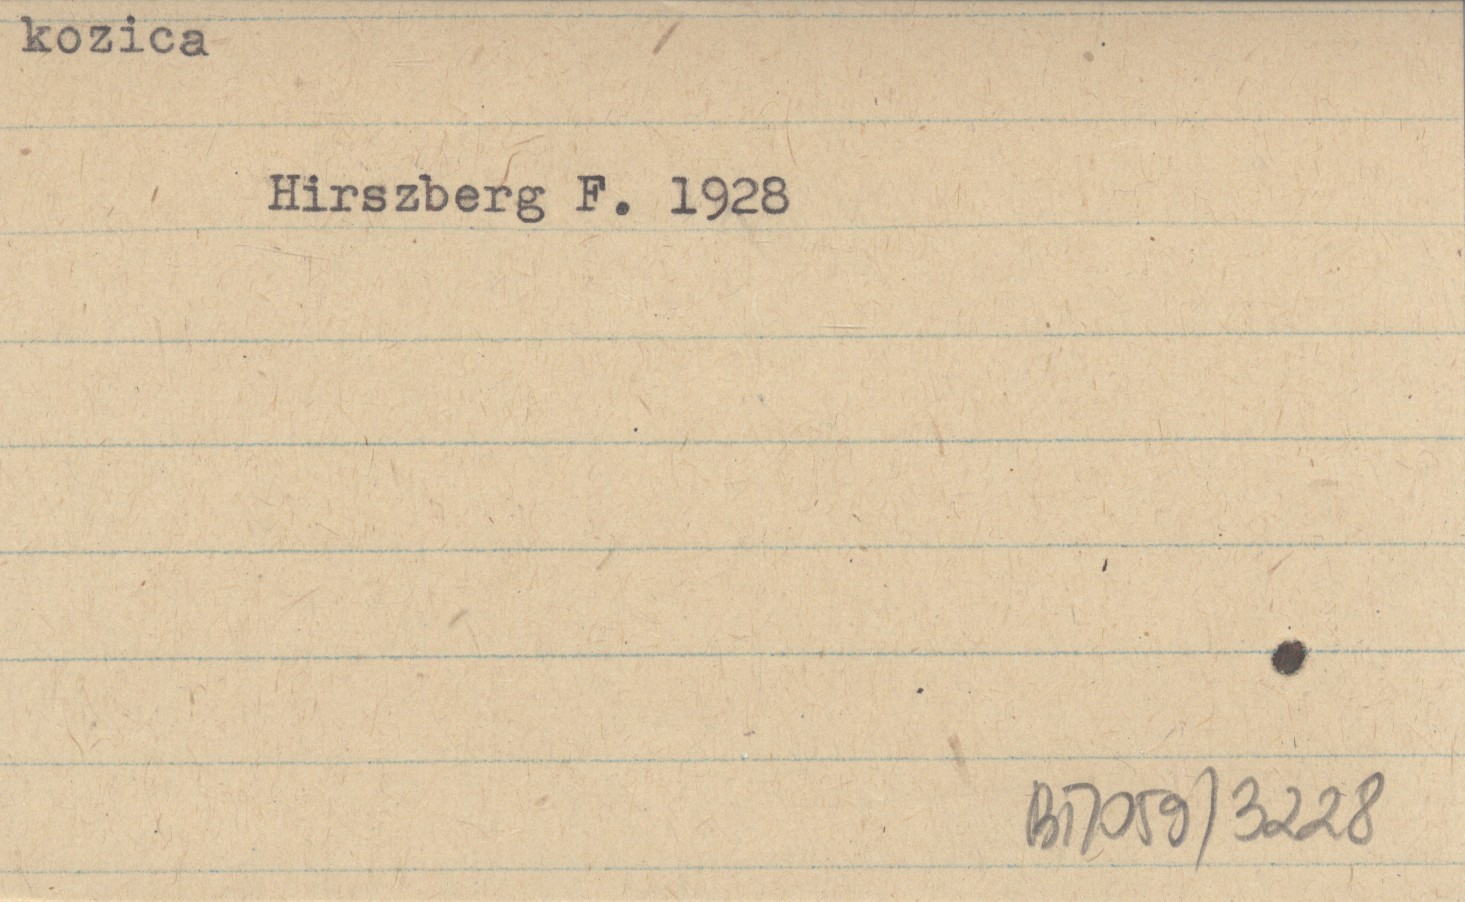 kozica
Hirszberg F. 1928
B17059/3228